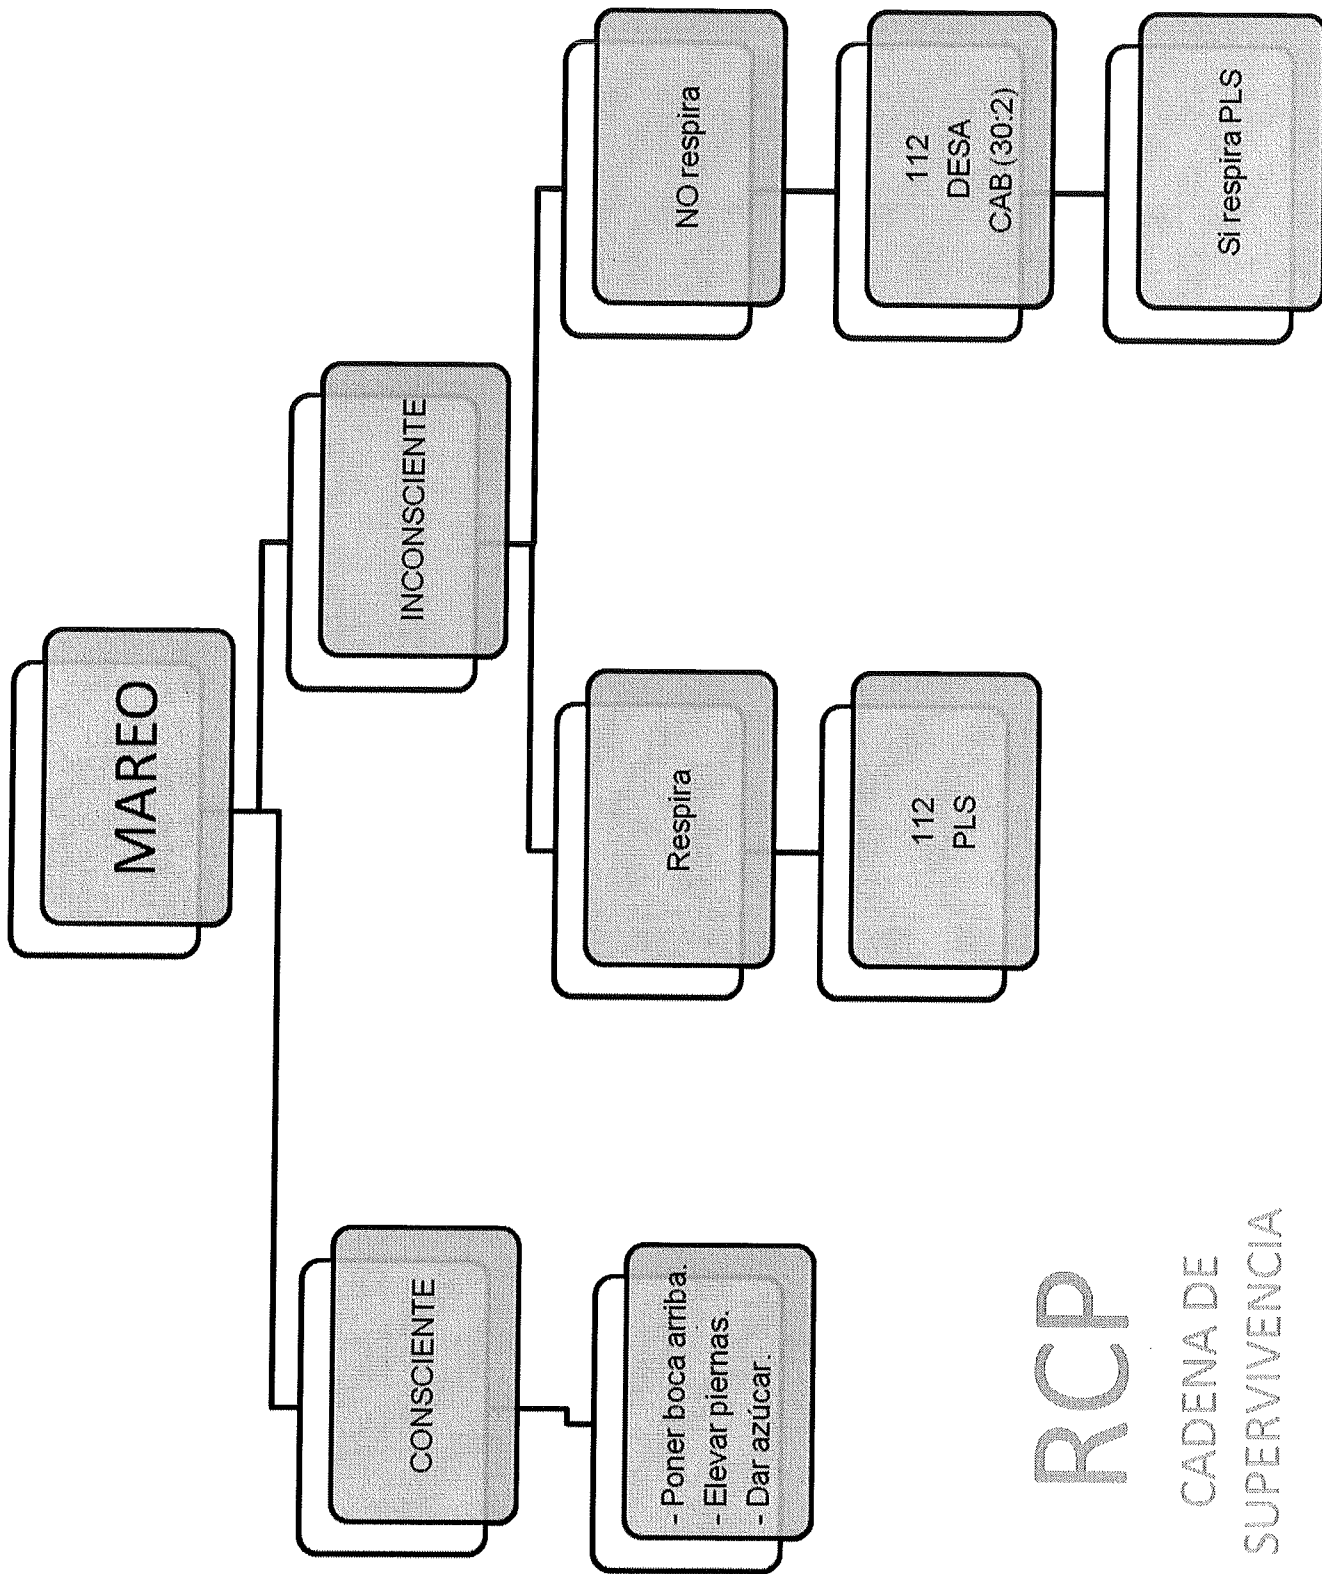 MAREO
CONSCIENTE
- Poner boca arriba.
- Elevar piernas.
- Dar azúcar.
INCONSCIENTE
Respira
112
PLS
NO respira
112
DESA
CAB (30:2)
Si respira PLS
RCP
CADENA DE
SUPERVIVENCIA